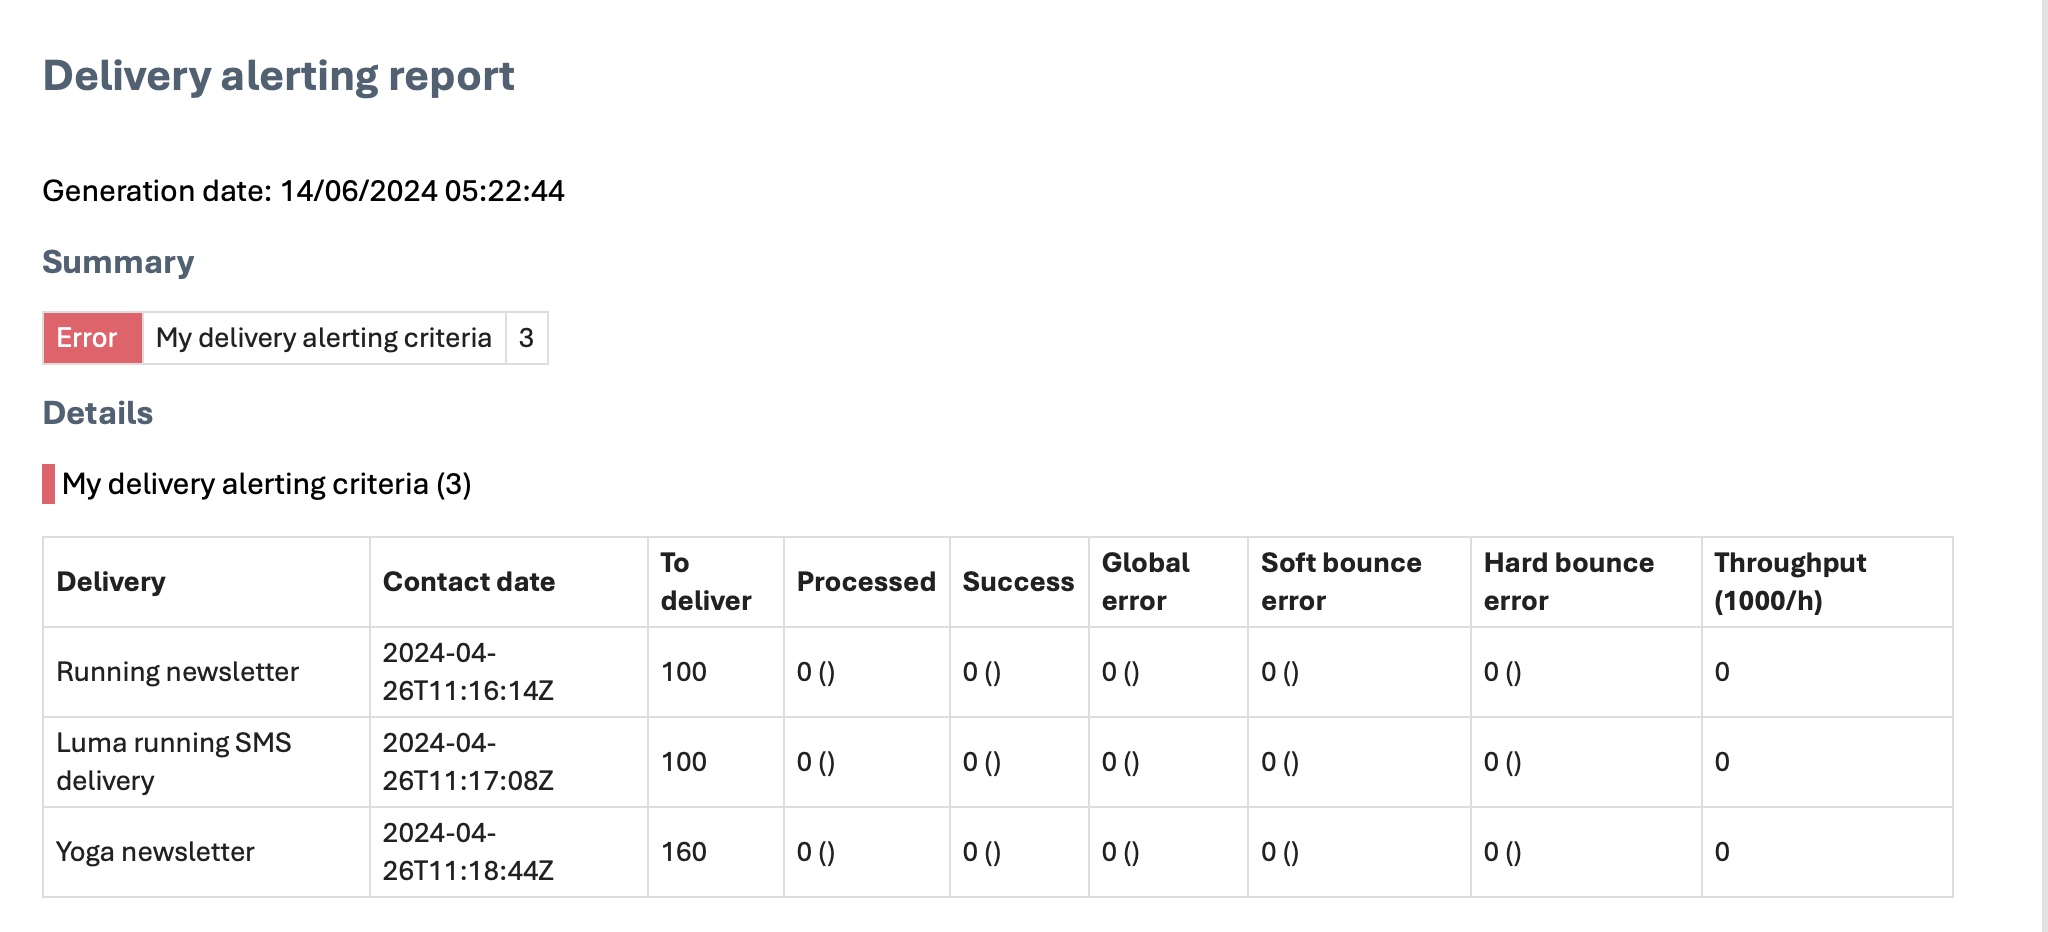 Delivery alerting report
Generation date: 14/06/2024 05:22:44
Summary
Error My delivery alerting criteria 3
Details
My delivery alerting criteria (3)
Delivery Contact date To deliver Processed Success Global error Soft bounce error Hard bounce error Throughput (1000/h)
Running newsletter 2024-04-26T11:16:14Z 100 0 () 0 () 0 () 0 () 0 () 0
Luma running SMS delivery 2024-04-26T11:17:08Z 100 0 () 0 () 0 () 0 () 0 () 0
Yoga newsletter 2024-04-26T11:18:44Z 160 0 () 0 () 0 () 0 () 0 () 0